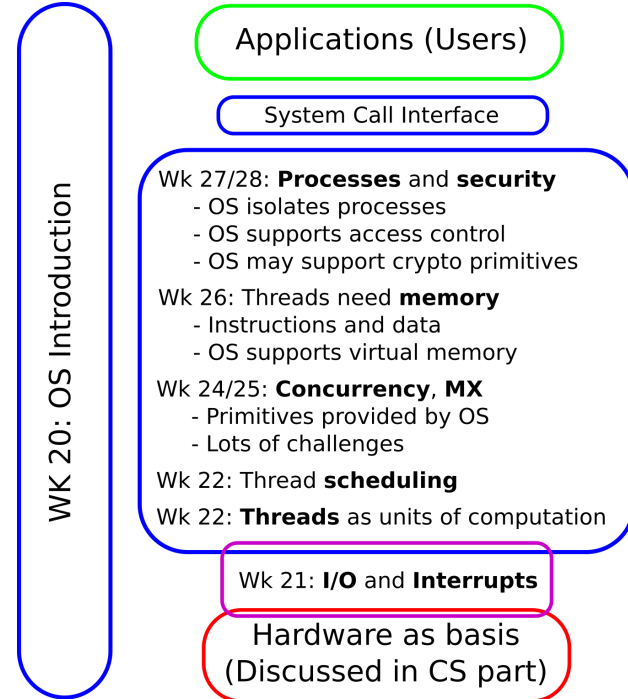 WK 20: OS Introduction
Applications (Users)
System Call Interface
Wk 27/28: Processes and security
- OS isolates processes
- OS supports access control
- OS may support crypto primitives
Wk 26: Threads need memory
- Instructions and data
- OS supports virtual memory
Wk 24/25: Concurrency, MX
- Primitives provided by OS
- Lots of challenges
Wk 22: Thread scheduling
Wk 22: Threads as units of computation
Wk 21: I/O and Interrupts
Hardware as basis
(Discussed in CS part)